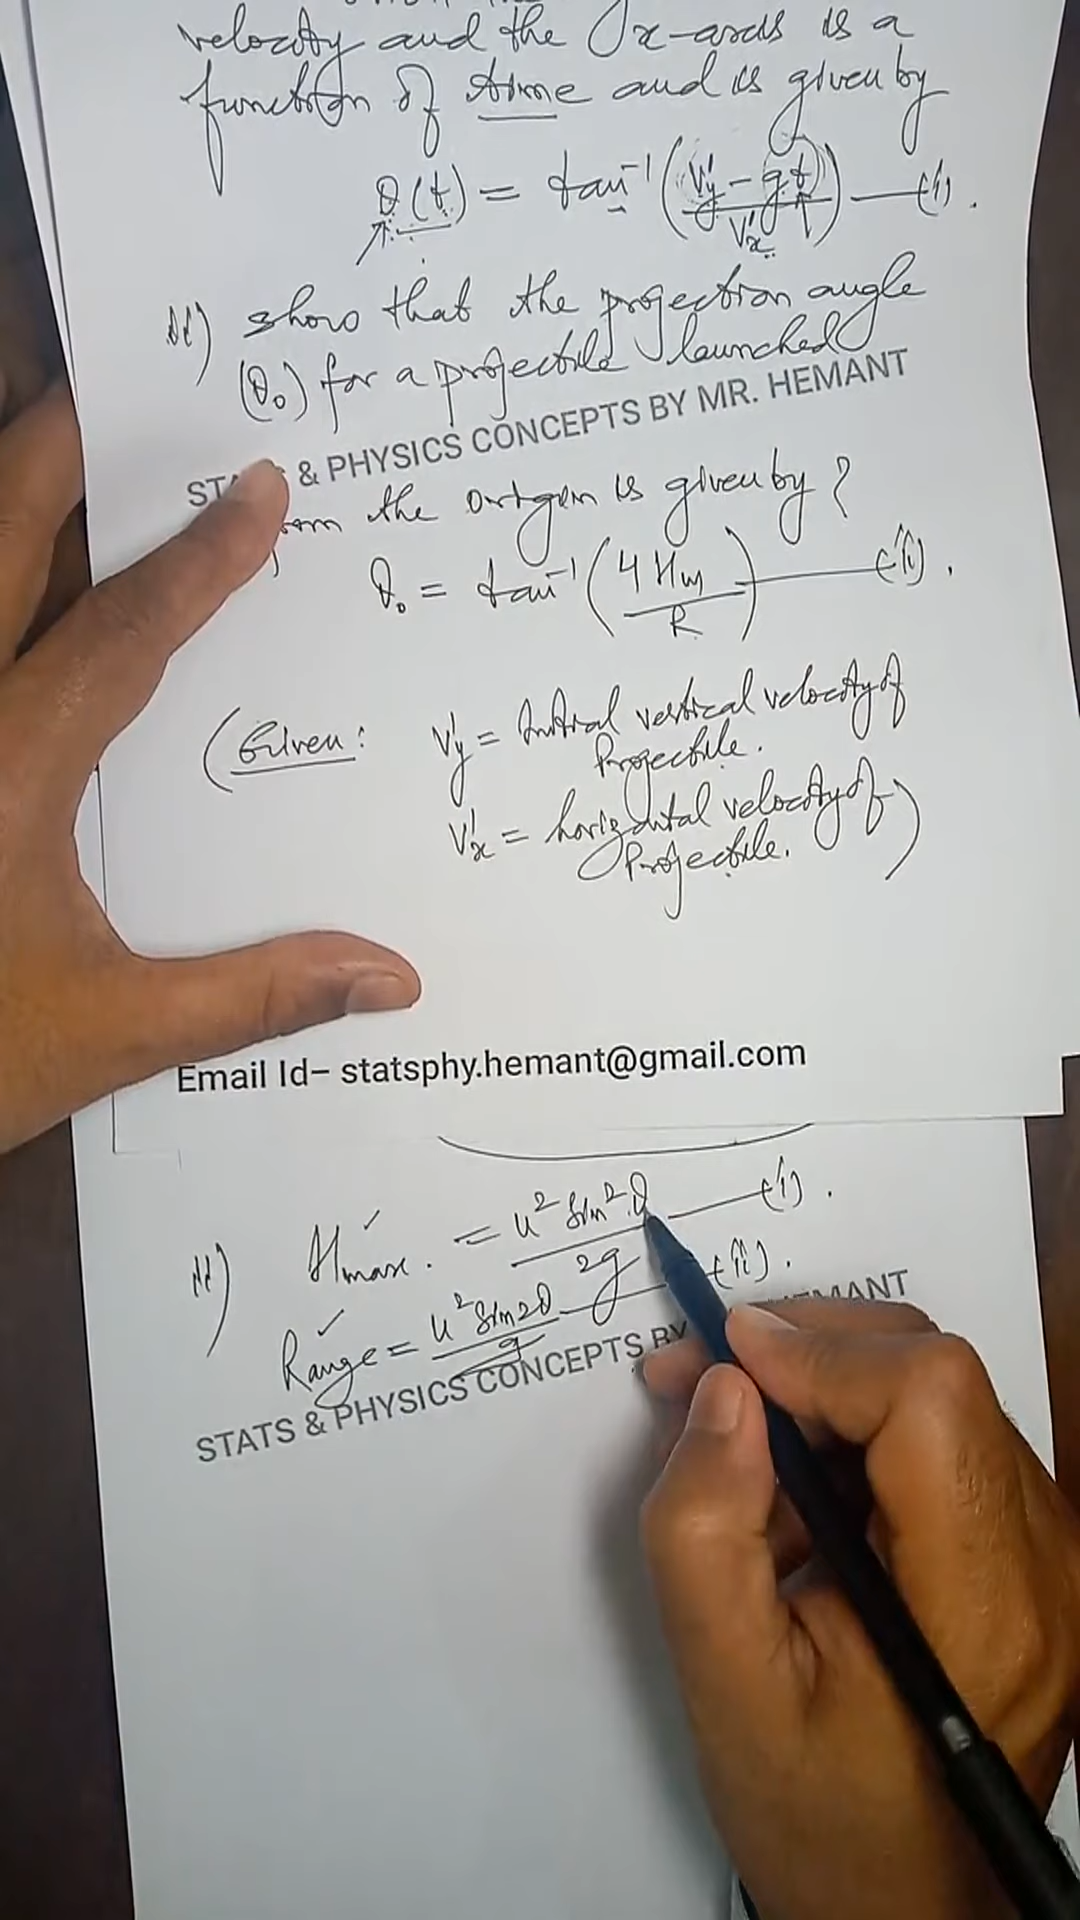 velocity and the x-axis is a
function of time and is given by
θ(t) = tan⁻¹ (V'y - gt / V'x) —(i).
ii) show that the projection angle
(θ₀) for a projectile launched
STATS & PHYSICS CONCEPTS BY MR. HEMANT
from the origin is given by ?
θ₀ = tan⁻¹ (4 Hm / R) —(ii).
(Given: V'y = Initial vertical velocity of
Projectile.
V'x = horizontal velocity of
Projectile.)
Email Id– statsphy.hemant@gmail.com
ii) Hmax. = u² Sin²θ / 2g —(i).
Range = u² Sin2θ / g —(ii).
STATS & PHYSICS CONCEPTS BY HEMANT